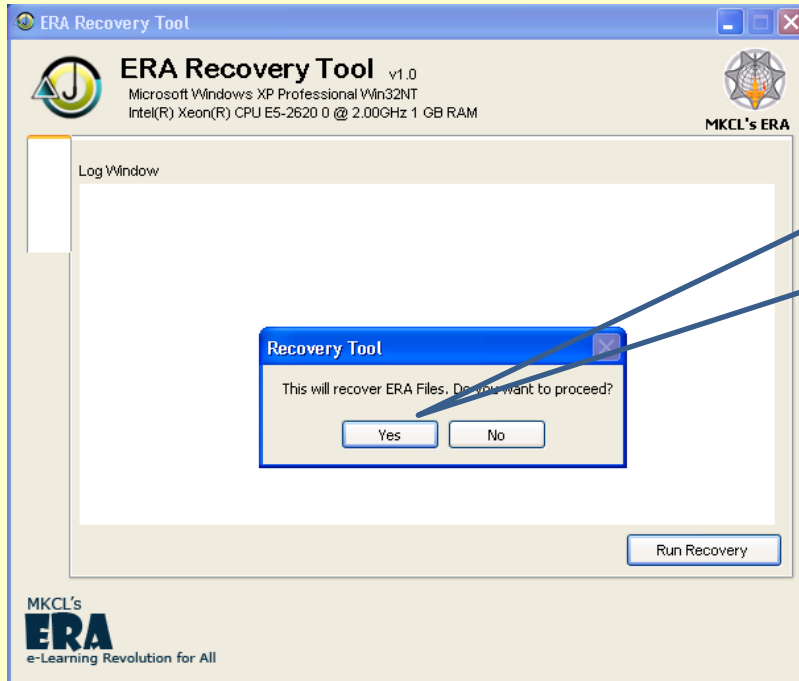 ERA Recovery Tool
ERA Recovery Tool v1.0
Microsoft Windows XP Professional Win32NT
Intel(R) Xeon(R) CPU E5-2620 0 @ 2.00GHz 1 GB RAM
MKCL's ERA
Log Window
Recovery Tool
This will recover ERA Files. Do you want to proceed?
Yes No
Run Recovery
MKCL's
ERA
e-Learning Revolution for All